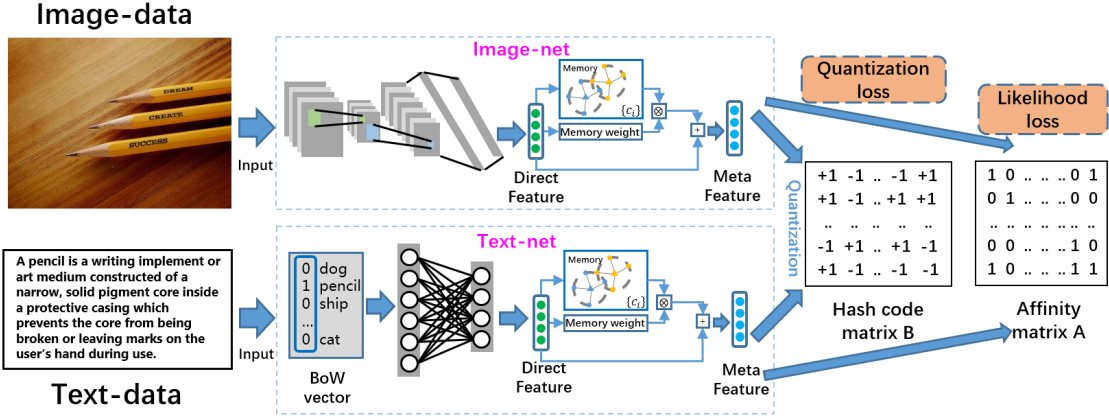 Image-data
DREAM
CREATE
SUCCESS
Input
Image-net
Memory
{c_i}
Memory weight
⊗
+
Direct
Feature
Meta
Feature
Quantization
loss
Likelihood
loss
Quantization
+1 -1 .. -1 +1
+1 -1 .. +1 +1
.. .. .. .. ..
-1 +1 .. +1 -1
+1 -1 .. -1 -1
Hash code
matrix B
1 0 .. .. .. 0 1
0 1 .. .. .. 0 0
.. .. .. .. .. .. ..
0 0 .. .. .. 1 0
1 0 .. .. .. 1 1
Affinity
matrix A
A pencil is a writing implement or
art medium constructed of a
narrow, solid pigment core inside
a protective casing which
prevents the core from being
broken or leaving marks on the
user's hand during use.
Text-data
Input
Text-net
0 dog
1 pencil
0 ship
...
0 cat
BoW
vector
Memory
{c_i}
Memory weight
⊗
+
Direct
Feature
Meta
Feature